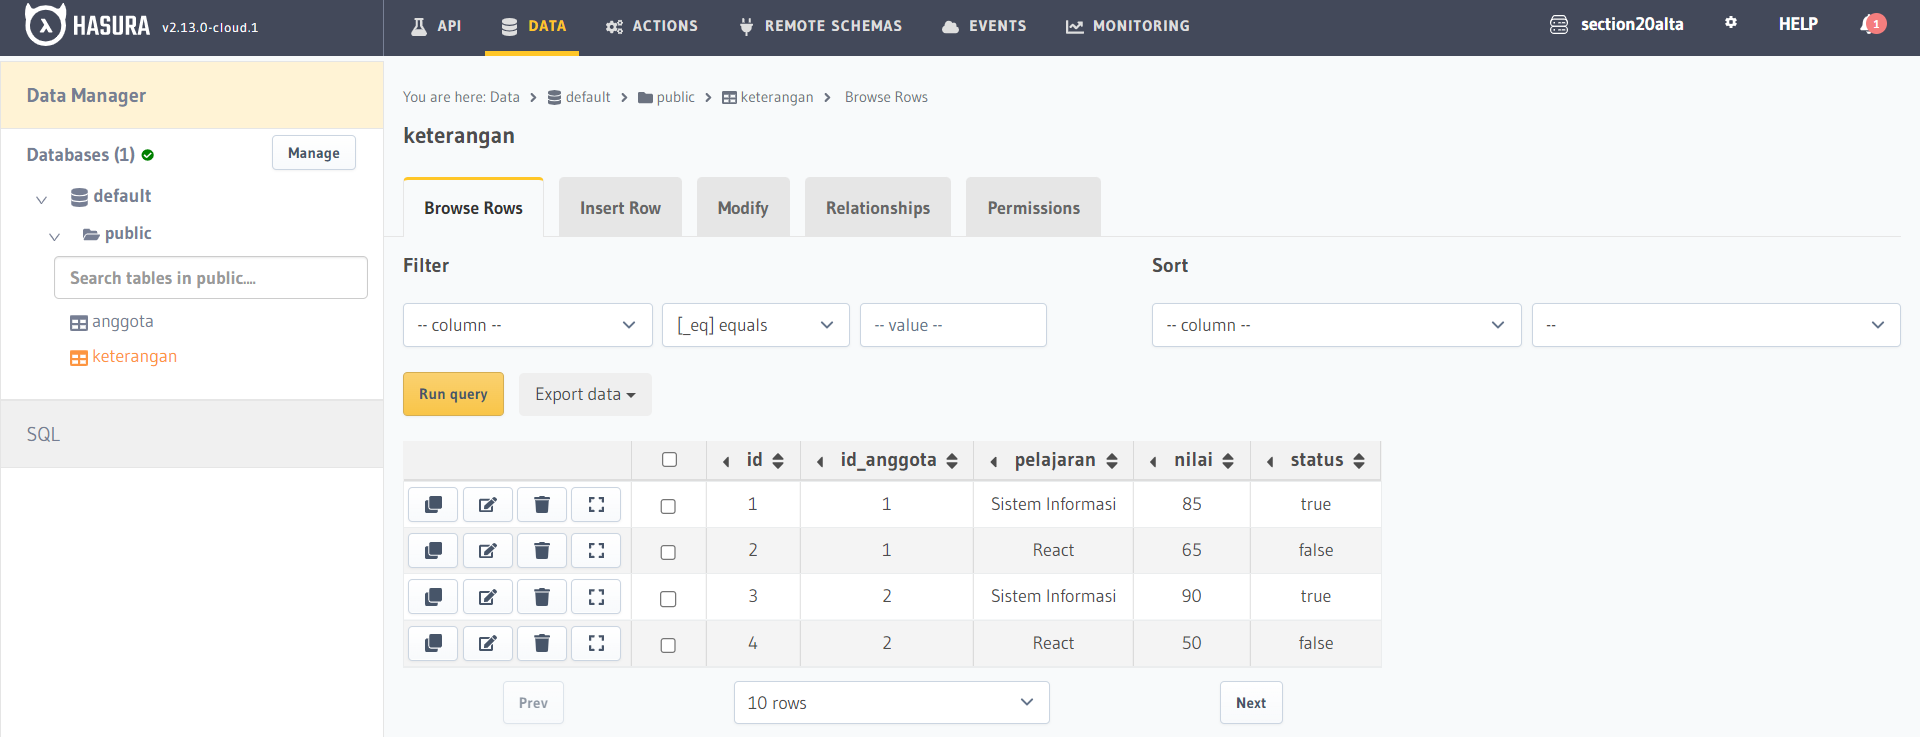 HASURA v2.13.0-cloud.1 API DATA ACTIONS REMOTE SCHEMAS EVENTS MONITORING section20alta HELP 1
Data Manager
Databases (1) Manage
default
public
Search tables in public....
anggota
keterangan
SQL
You are here: Data > default > public > keterangan > Browse Rows
keterangan
Browse Rows Insert Row Modify Relationships Permissions
Filter Sort
-- column -- [_eq] equals -- value -- -- column -- --
Run query Export data
id id_anggota pelajaran nilai status
1 1 Sistem Informasi 85 true
2 1 React 65 false
3 2 Sistem Informasi 90 true
4 2 React 50 false
Prev 10 rows Next